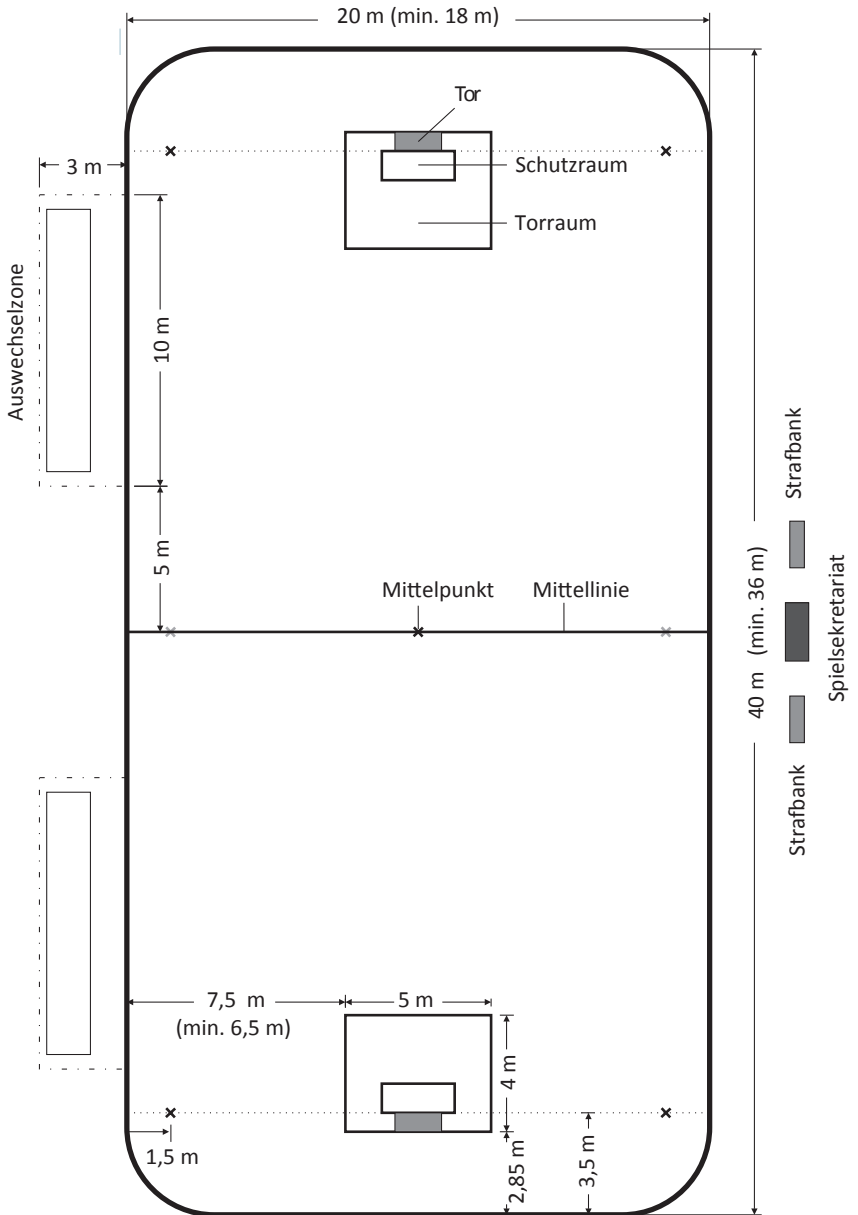 20 m (min. 18 m)
Tor
3 m
Schutzraum
Torraum
Auswechselzone
10 m
5 m
Mittelpunkt
Mittellinie
40 m (min. 36 m)
Strafbank
Spielsekretariat
Strafbank
7,5 m
(min. 6,5 m)
5 m
4 m
1,5 m
2,85 m
3,5 m